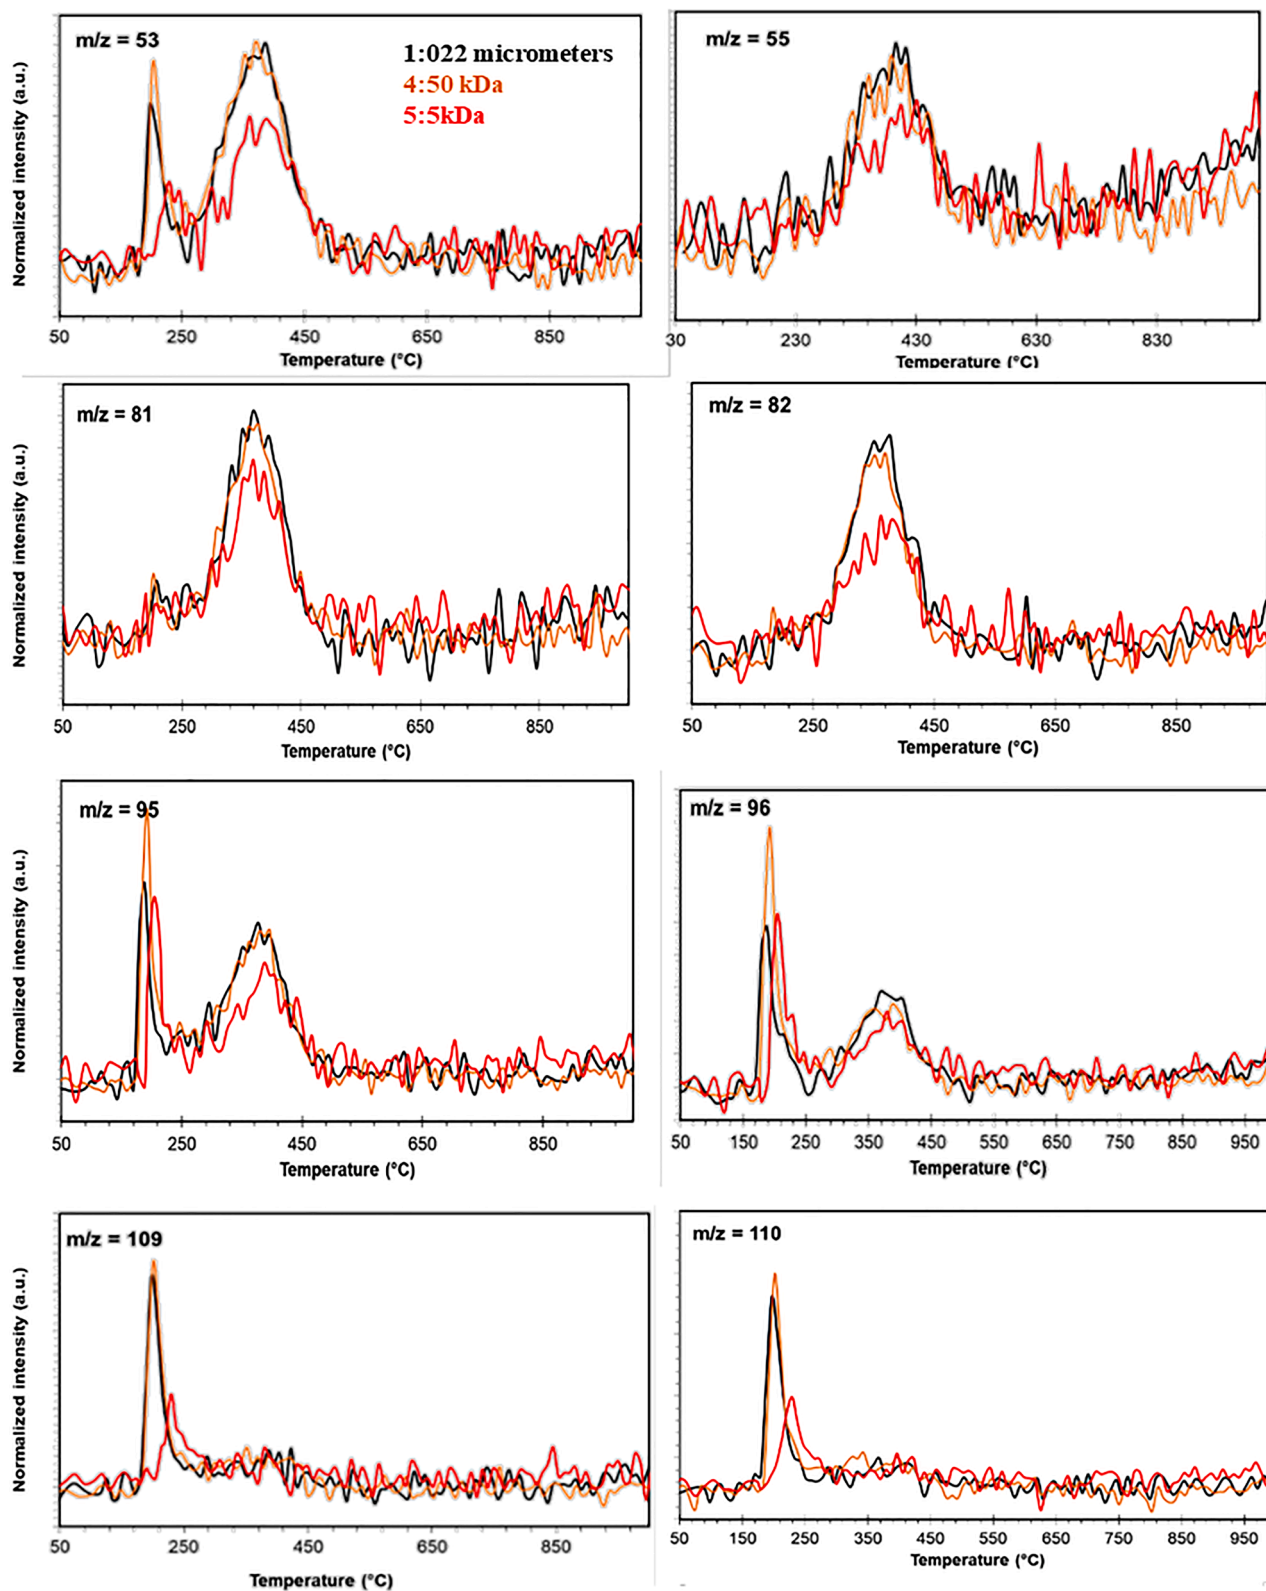 m/z = 53
1:022 micrometers
4:50 kDa
5:5kDa
Normalized intensity (a.u.)
50 250 450 650 850
Temperature (°C)
m/z = 55
30 230 430 630 830
Temperature (°C)
m/z = 81
Normalized intensity (a.u.)
50 250 450 650 850
Temperature (°C)
m/z = 82
50 250 450 650 850
Temperature (°C)
m/z = 95
Normalized intensity (a.u.)
50 250 450 650 850
Temperature (°C)
m/z = 96
50 150 250 350 450 550 650 750 850 950
Temperature (°C)
m/z = 109
Normalized intensity (a.u.)
50 250 450 650 850
Temperature (°C)
m/z = 110
50 150 250 350 450 550 650 750 850 950
Temperature (°C)